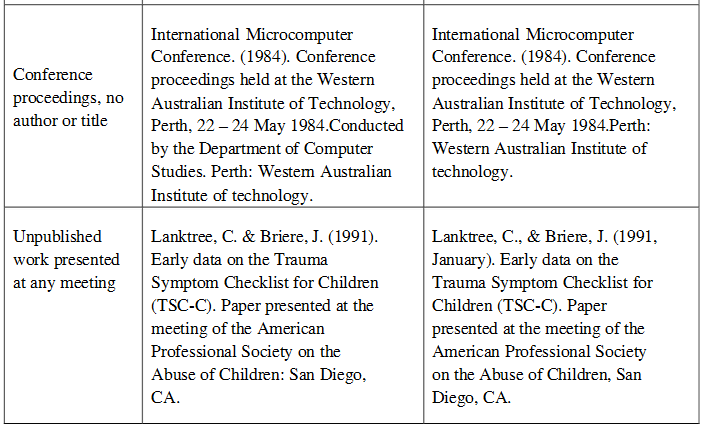 Conference
proceedings, no
author or title
International Microcomputer
Conference. (1984). Conference
proceedings held at the Western
Australian Institute of Technology,
Perth, 22 – 24 May 1984.Conducted
by the Department of Computer
Studies. Perth: Western Australian
Institute of technology.
International Microcomputer
Conference. (1984). Conference
proceedings held at the Western
Australian Institute of Technology,
Perth, 22 – 24 May 1984.Perth:
Western Australian Institute of
technology.
Unpublished
work presented
at any meeting
Lanktree, C. & Briere, J. (1991).
Early data on the Trauma
Symptom Checklist for Children
(TSC-C). Paper presented at the
meeting of the American
Professional Society on the
Abuse of Children: San Diego,
CA.
Lanktree, C., & Briere, J. (1991,
January). Early data on the
Trauma Symptom Checklist for
Children (TSC-C). Paper
presented at the meeting of the
American Professional Society
on the Abuse of Children, San
Diego, CA.